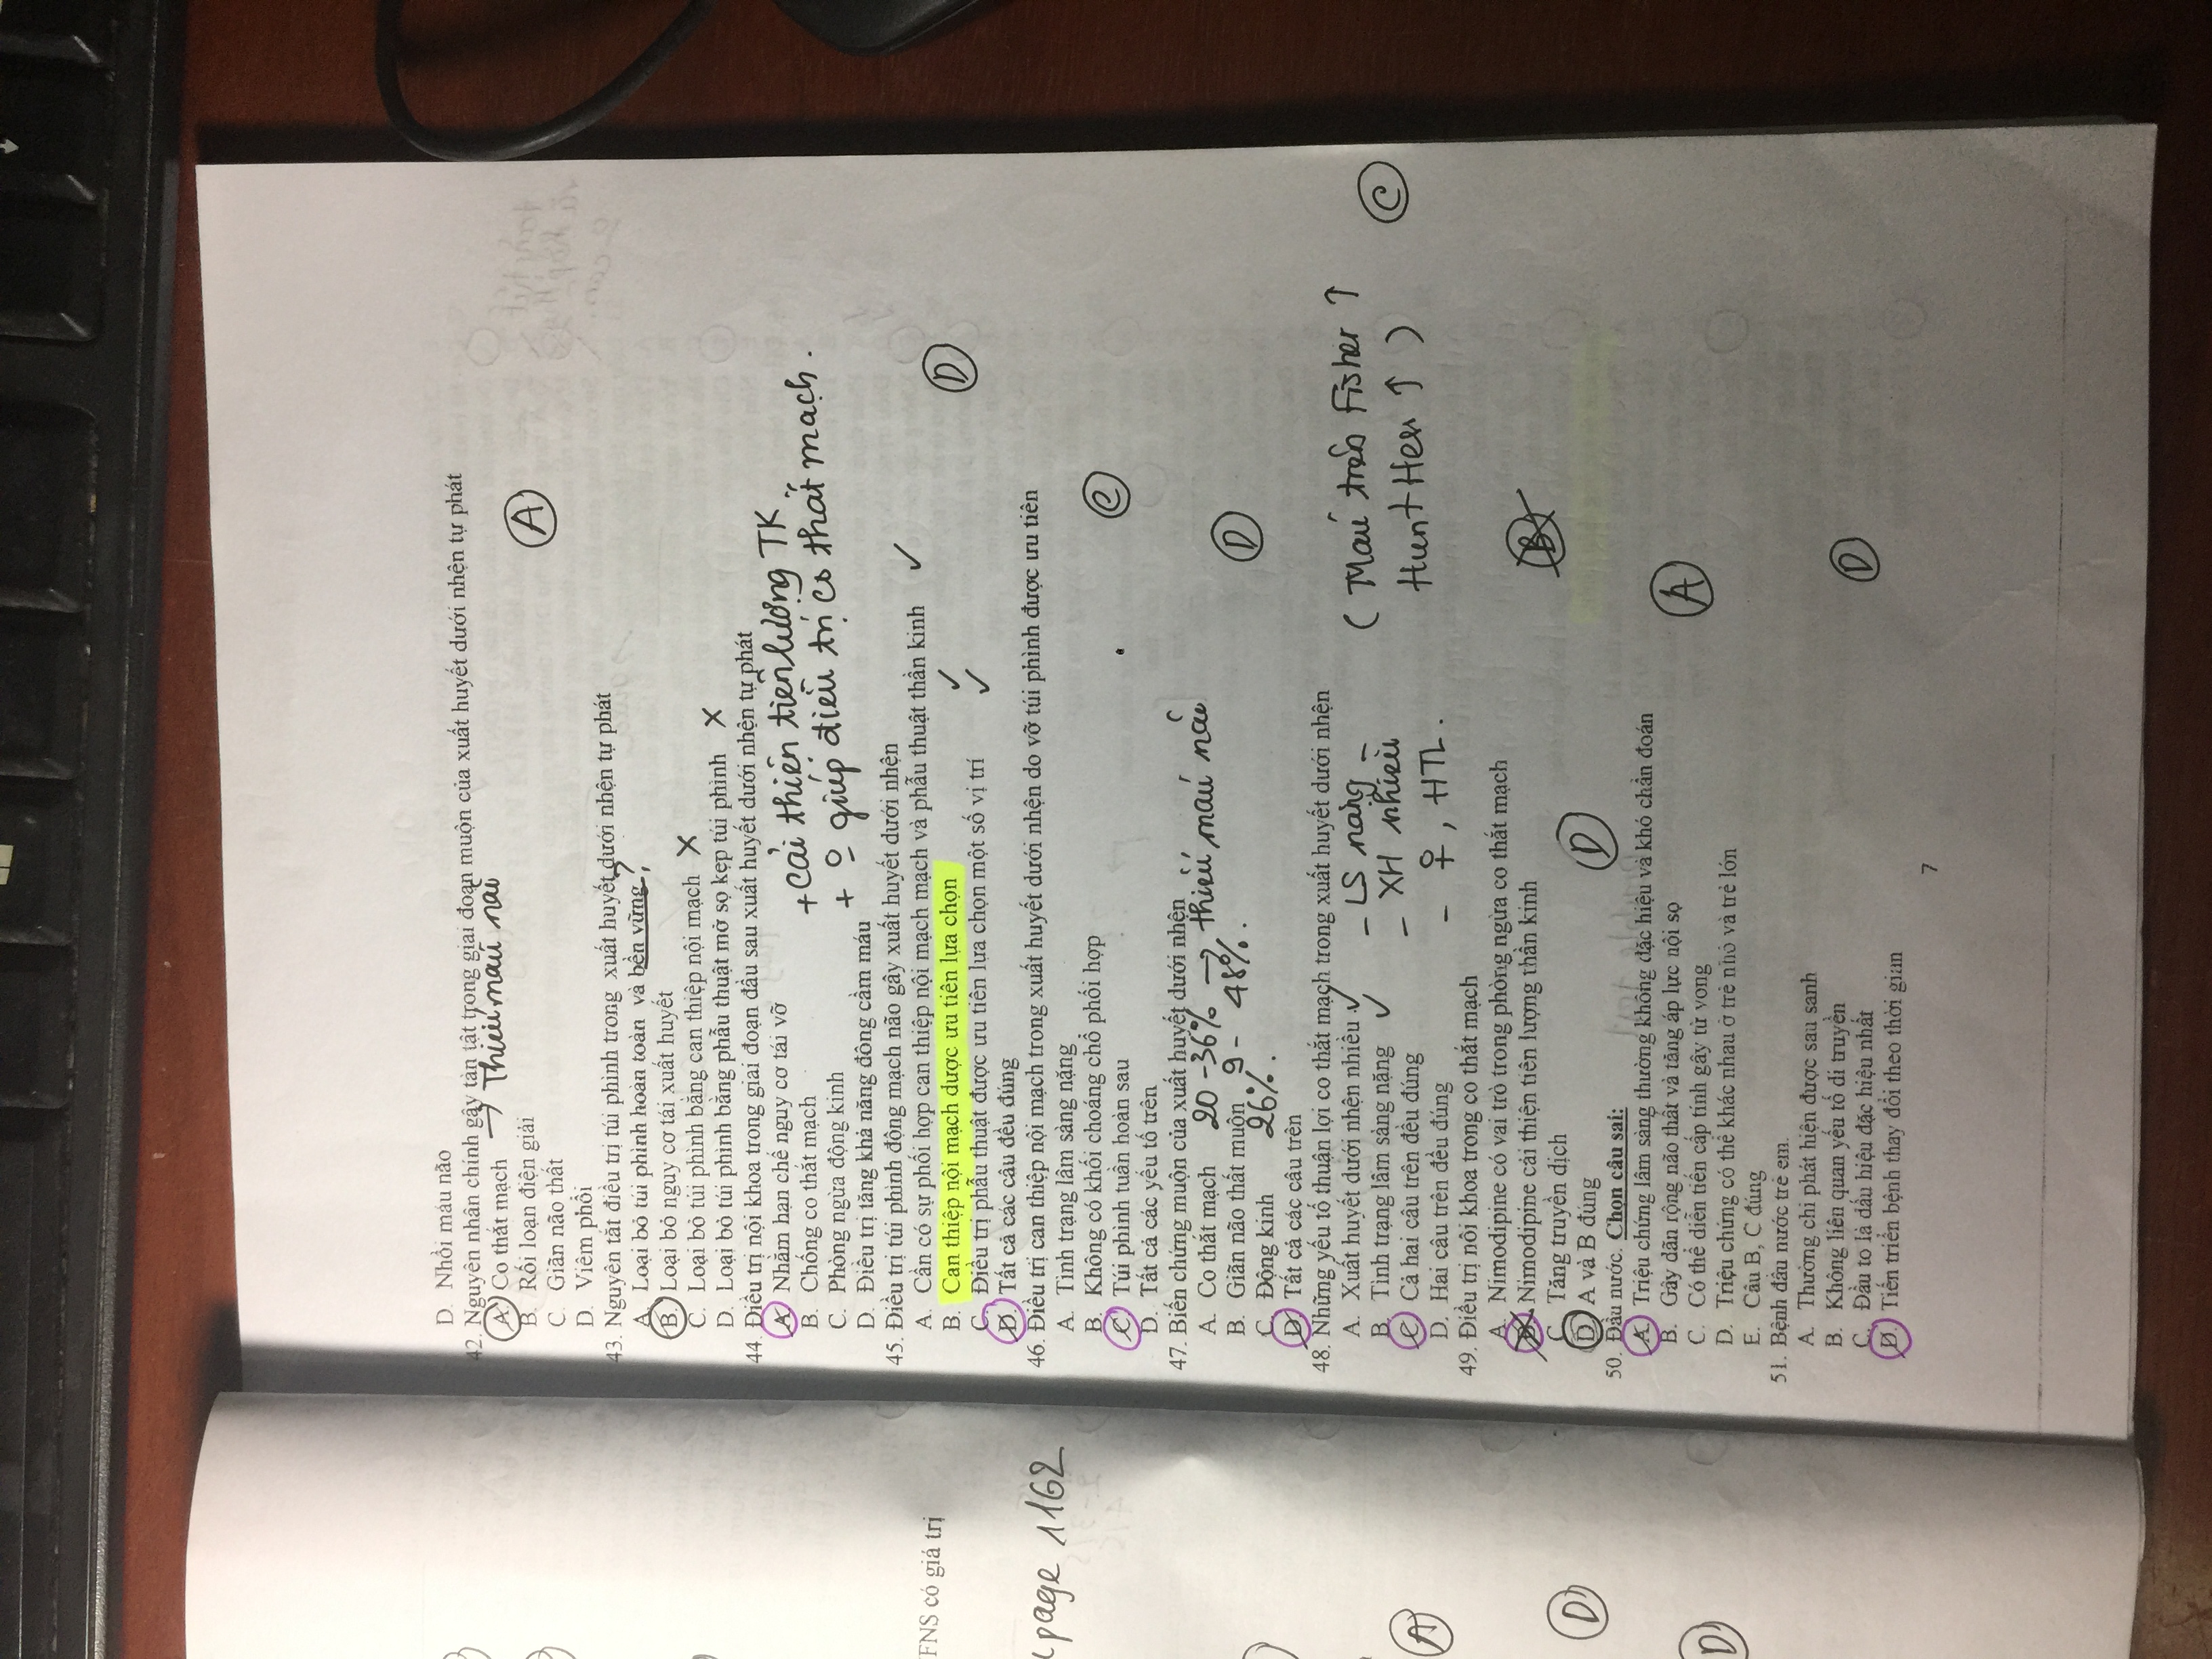 D. Nhồi máu não
42. Nguyên nhân chính gây tàn tật trong giai đoạn muộn của xuất huyết dưới nhện tự phát
A. Co thắt mạch → Thiếu máu não
B. Rối loạn điện giải
A
C. Giãn não thất
D. Viêm phổi
43. Nguyên tắt điều trị túi phình trong xuất huyết dưới nhện tự phát
A. Loại bỏ túi phình hoàn toàn và bền vững ?
B. Loại bỏ nguy cơ tái xuất huyết
C. Loại bỏ túi phình bằng can thiệp nội mạch X
D. Loại bỏ túi phình bằng phẫu thuật mở sọ kẹp túi phình X
44. Điều trị nội khoa trong giai đoạn đầu sau xuất huyết dưới nhện tự phát
A. Nhằm hạn chế nguy cơ tái vỡ
+ cải thiện tiên lượng TK
B. Chống co thắt mạch
C. Phòng ngừa động kinh
+ giúp điều trị co thắt mạch.
D. Điều trị tăng khả năng đông cầm máu
45. Điều trị túi phình động mạch não gây xuất huyết dưới nhện
A. Cần có sự phối hợp can thiệp nội mạch mạch và phẫu thuật thần kinh ✓
FNS có giá trị
B. Can thiệp nội mạch dược ưu tiên lựa chọn ✓
D
C. Điều trị phẫu thuật được ưu tiên lựa chọn một số vị trí ✓
D. Tất cả các câu đều đúng
46. Điều trị can thiệp nội mạch trong xuất huyết dưới nhện do vỡ túi phình được ưu tiên
page 1162
A. Tình trạng lâm sàng nặng
B. Không có khối choáng chổ phối hợp
C
C. Túi phình tuần hoàn sau
D. Tất cả các yếu tố trên
47. Biến chứng muộn của xuất huyết dưới nhện
A. Co thắt mạch 20 - 36% → thiếu máu não
B. Giãn não thất muộn 9 - 48%.
D
C. Động kinh 26%.
D. Tất cả các câu trên
48. Những yếu tố thuận lợi co thắt mạch trong xuất huyết dưới nhện
A. Xuất huyết dưới nhện nhiều ✓ - LS nặng - ( Máu trên Fisher ↑
B. Tình trạng lâm sàng nặng ✓ - XH nhiều
C
C. Cả hai câu trên đều đúng
Hunt Hess ↑ )
A
D. Hai câu trên đều đúng - ♀, HTL.
49. Điều trị nôi khoa trong co thắt mạch
A. Nimodipine có vai trò trong phòng ngừa co thắt mạch
B. Nimodipine cải thiện tiên lượng thần kinh
B
C. Tăng truyền dịch
D
D. A và B đúng
D
50. Đầu nước. Chọn câu sai:
A. Triệu chứng lâm sàng thường không đặc hiệu và khó chẩn đoán
B. Gây dãn rộng não thất và tăng áp lực nội sọ
A
C. Có thể diễn tiến cấp tính gây tử vong
D
D. Triệu chứng có thể khác nhau ở trẻ nhỏ và trẻ lớn
E. Câu B, C đúng
51. Bệnh đầu nước trẻ em.
A. Thường chỉ phát hiện được sau sanh
B. Không liên quan yếu tố di truyền
D
C. Đầu to là dấu hiệu đặc hiệu nhất
D. Tiến triển bệnh thay đổi theo thời gian
7